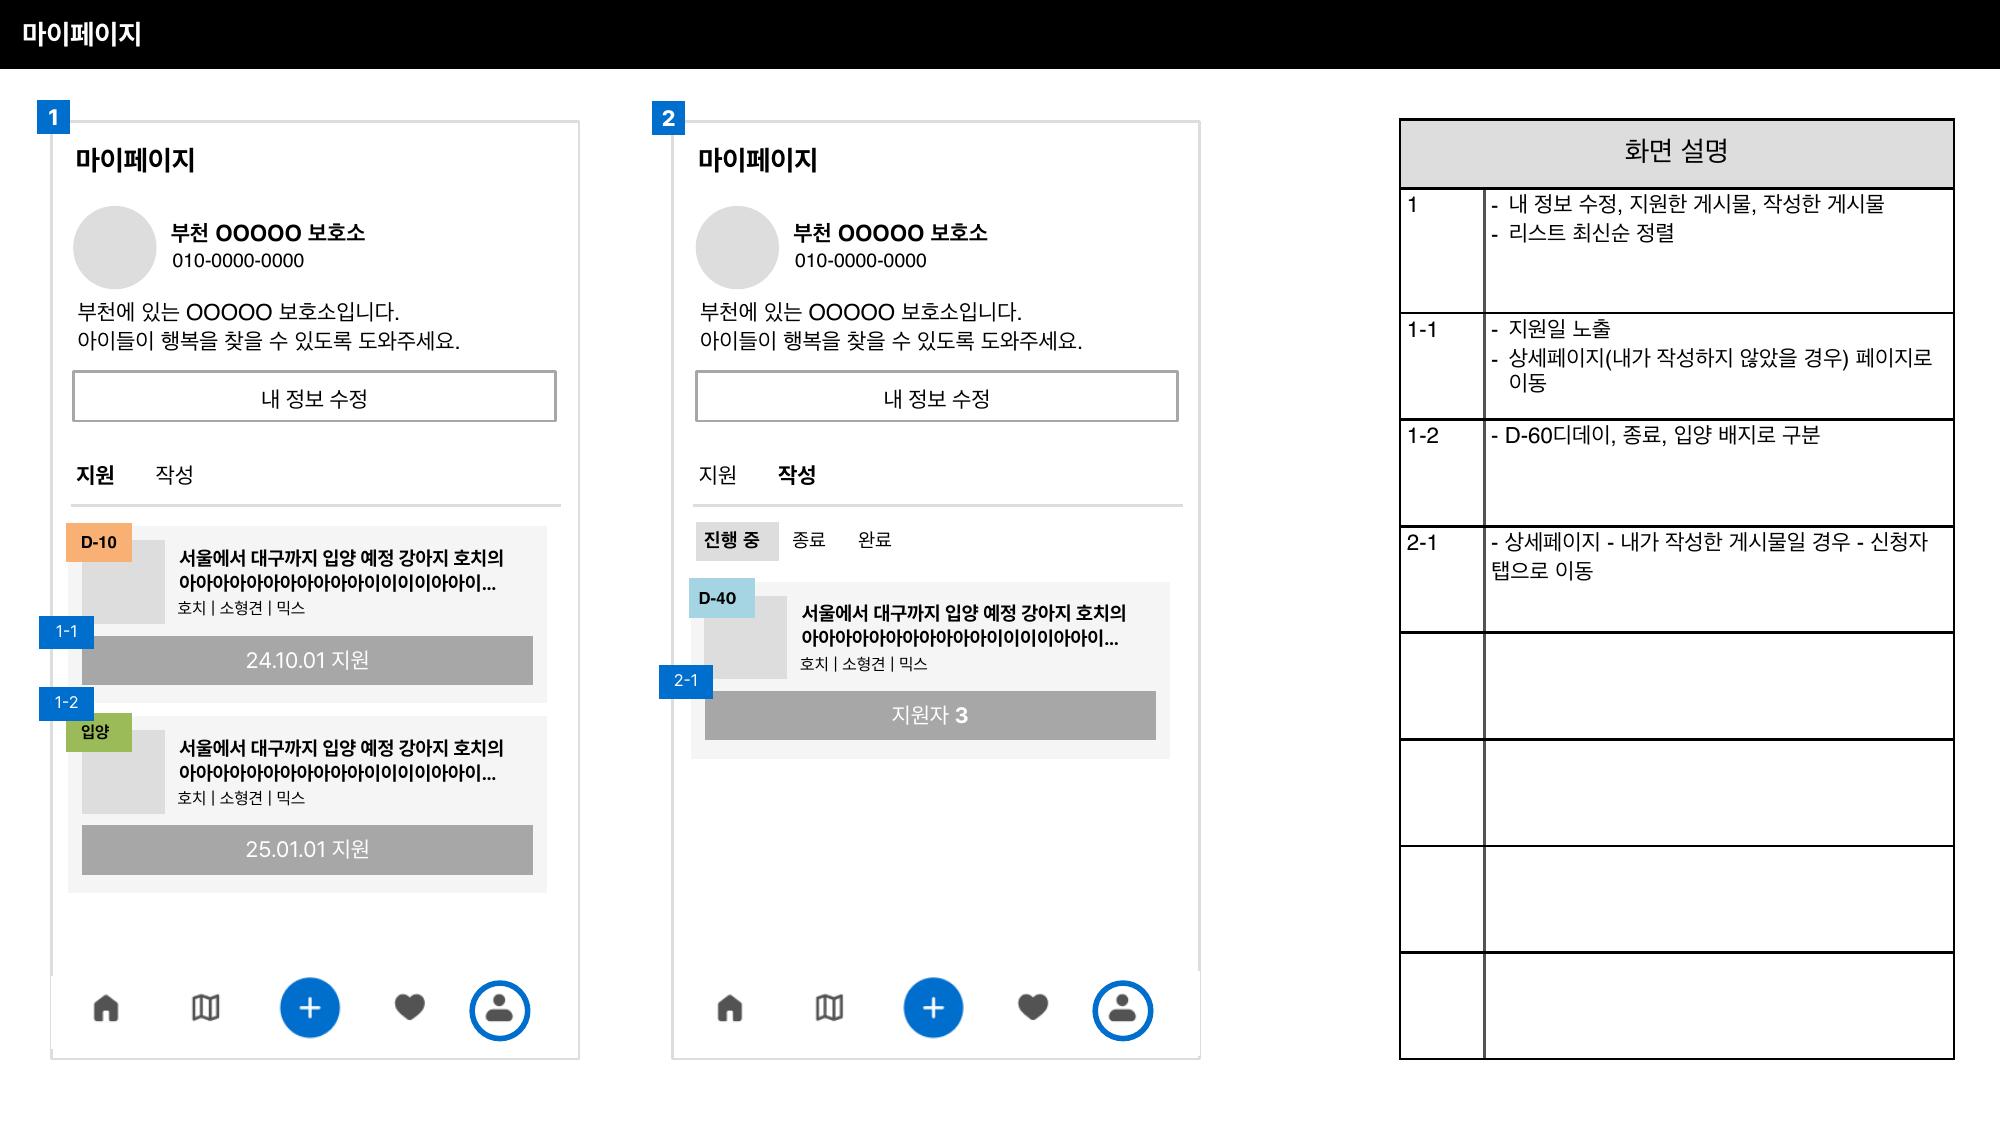 마이페이지
1
마이페이지
부천 OOOOO 보호소
010-0000-0000
부천에 있는 OOOOO 보호소입니다.
아이들이 행복을 찾을 수 있도록 도와주세요.
내 정보 수정
지원 작성
D-10
서울에서 대구까지 입양 예정 강아지 호치의
아아아아아아아아아아아이이이이아아이...
호치 | 소형견 | 믹스
1-1
24.10.01 지원
1-2
입양
서울에서 대구까지 입양 예정 강아지 호치의
아아아아아아아아아아아이이이이아아이...
호치 | 소형견 | 믹스
25.01.01 지원
2
마이페이지
부천 OOOOO 보호소
010-0000-0000
부천에 있는 OOOOO 보호소입니다.
아이들이 행복을 찾을 수 있도록 도와주세요.
내 정보 수정
지원 작성
진행 중 종료 완료
D-40
서울에서 대구까지 입양 예정 강아지 호치의
아아아아아아아아아아아이이이이아아이...
호치 | 소형견 | 믹스
2-1
지원자 3
화면 설명
1
- 내 정보 수정, 지원한 게시물, 작성한 게시물
- 리스트 최신순 정렬
1-1
- 지원일 노출
- 상세페이지(내가 작성하지 않았을 경우) 페이지로
이동
1-2
- D-60디데이, 종료, 입양 배지로 구분
2-1
- 상세페이지 - 내가 작성한 게시물일 경우 - 신청자
탭으로 이동